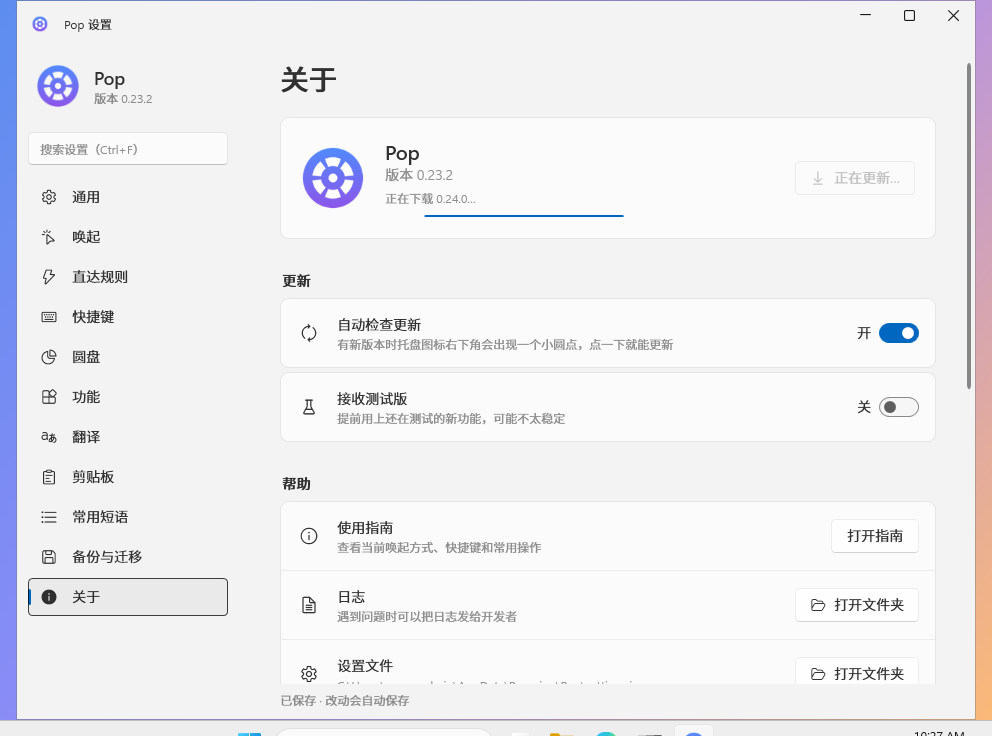 Pop 设置
Pop
版本 0.23.2
搜索设置（Ctrl+F）
通用
唤起
直达规则
快捷键
圆盘
功能
翻译
剪贴板
常用短语
备份与迁移
关于
关于
Pop
版本 0.23.2
正在下载 0.24.0...
正在更新...
更新
自动检查更新
有新版本时托盘图标右下角会出现一个小圆点，点一下就能更新
开
接收测试版
提前用上还在测试的新功能，可能不太稳定
关
帮助
使用指南
查看当前唤起方式、快捷键和常用操作
打开指南
日志
遇到问题时可以把日志发给开发者
打开文件夹
设置文件
打开文件夹
已保存 · 改动会自动保存
10:27 AM